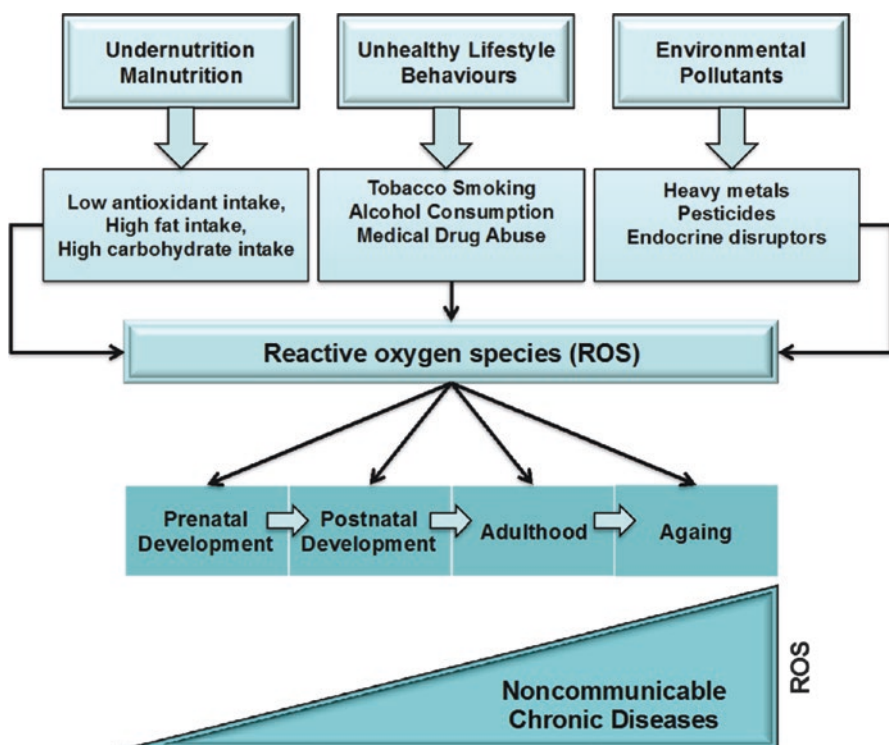 Undernutrition
Malnutrition
Unhealthy Lifestyle
Behaviours
Environmental
Pollutants
Low antioxidant intake,
High fat intake,
High carbohydrate intake
Tobacco Smoking
Alcohol Consumption
Medical Drug Abuse
Heavy metals
Pesticides
Endocrine disruptors
Reactive oxygen species (ROS)
Prenatal
Development
Postnatal
Development
Adulthood
Againg
ROS
Noncommunicable
Chronic Diseases